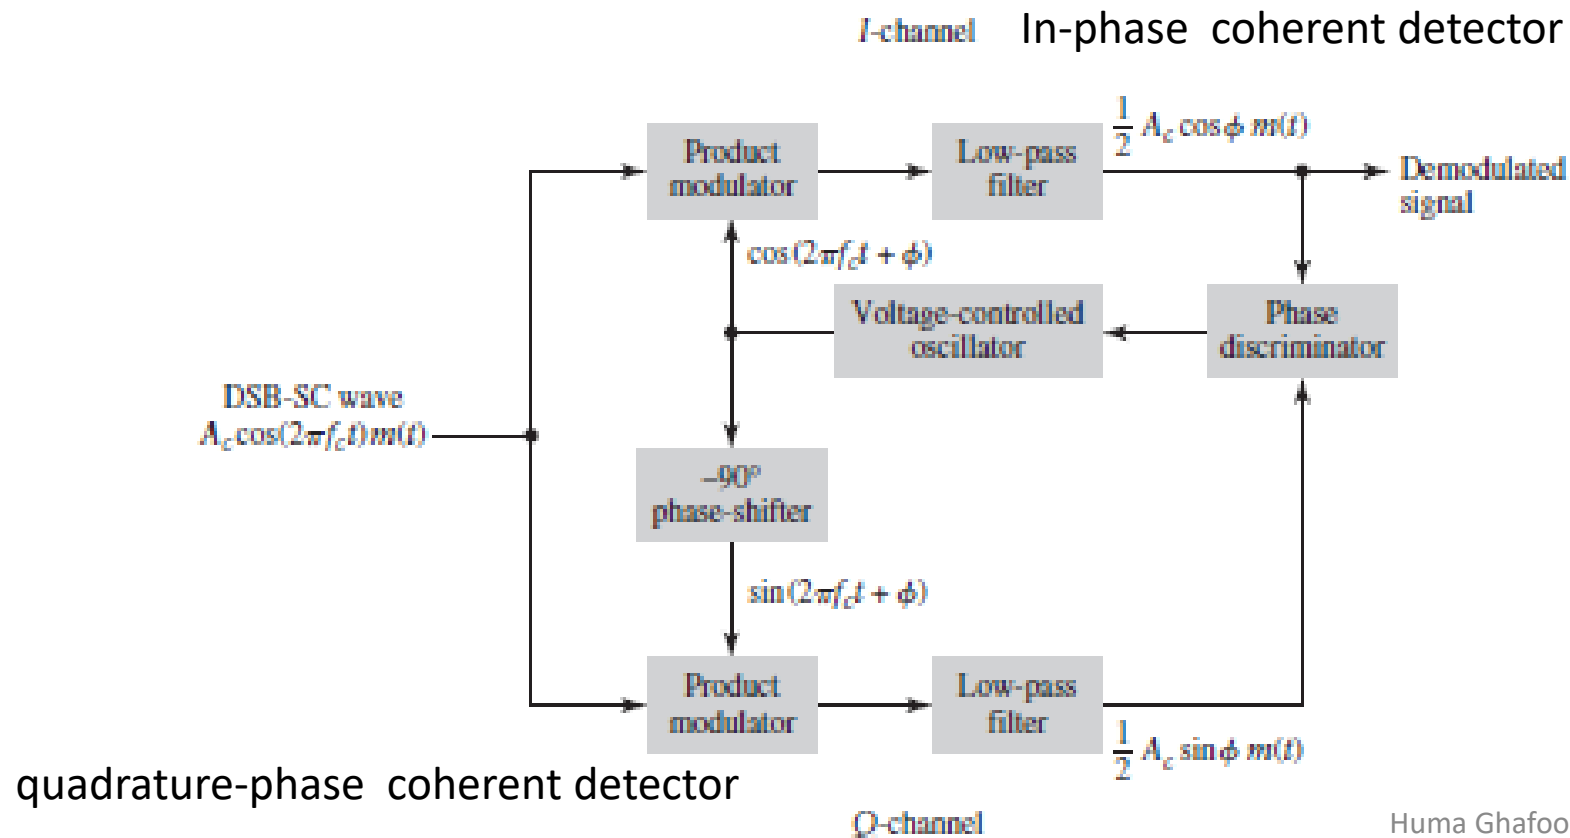 I-channel In-phase coherent detector
1/2 A_c cos ϕ m(t)
Product
modulator
Low-pass
filter
Demodulated
signal
cos(2πf_ct + ϕ)
Voltage-controlled
oscillator
Phase
discriminator
DSB-SC wave
A_c cos(2πf_ct)m(t)
–90°
phase-shifter
sin(2πf_ct + ϕ)
Product
modulator
Low-pass
filter
1/2 A_c sin ϕ m(t)
quadrature-phase coherent detector
Q-channel
Huma Ghafoo